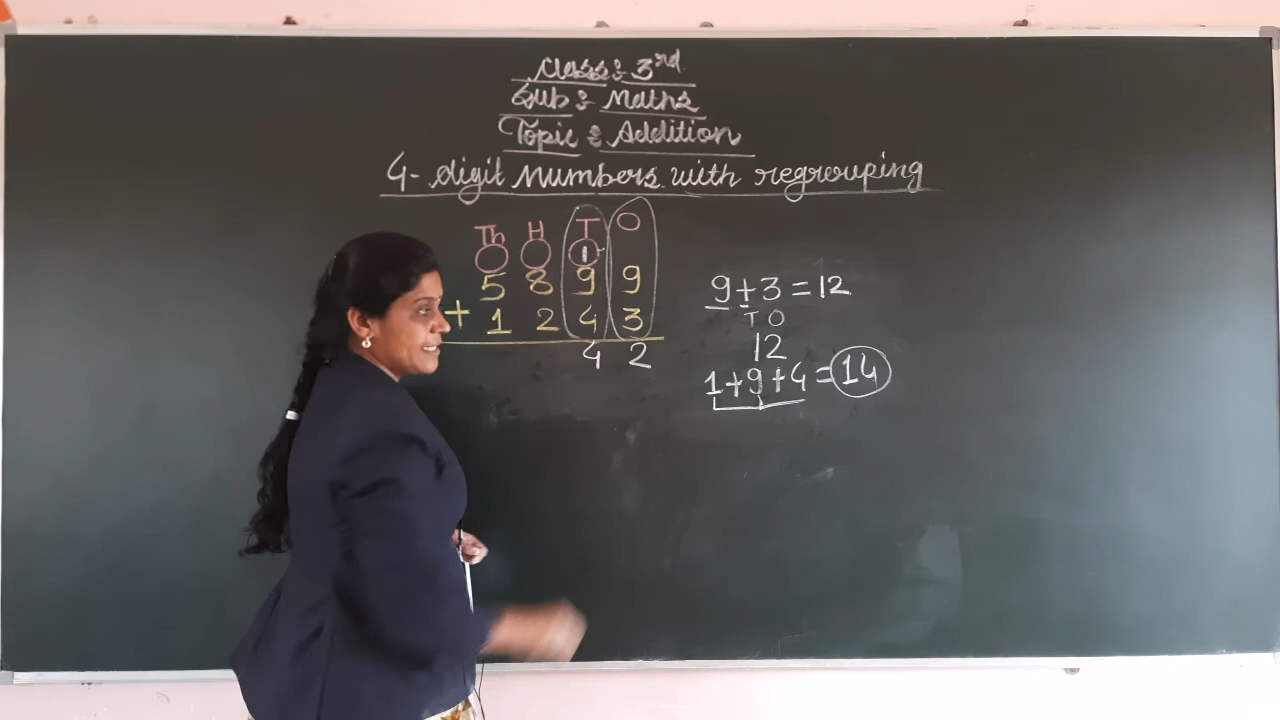 Class: 3rd
Sub: Maths
Topic: Addition
4-digit numbers with regrouping
Th H T O
1
5 8 9 9
+ 1 2 4 3
4 2
9+3=12
T O
12
1+9+4=14